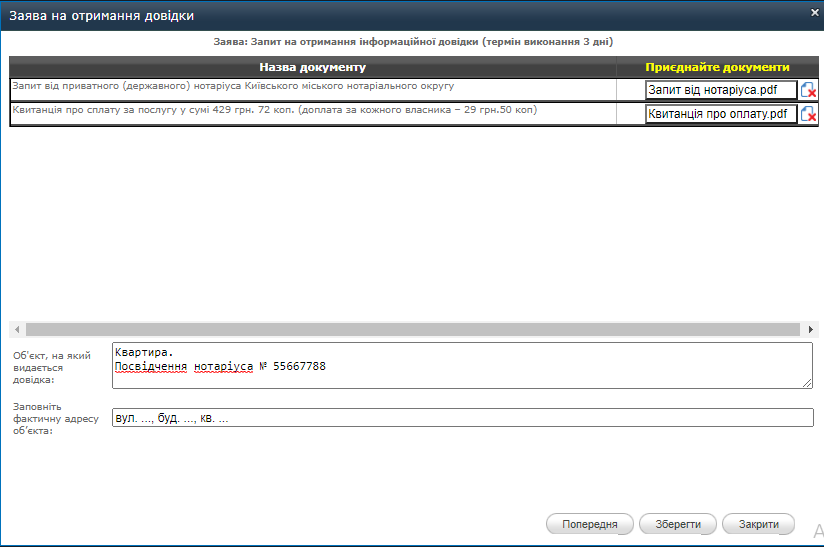 Заява на отримання довідки
Заява: Запит на отримання інформаційної довідки (термін виконання 3 дні)
Назва документу Приєднайте документи
Запит від приватного (державного) нотаріуса Київського міського нотаріального округу Запит від нотаріуса.pdf
Квитанція про сплату за послугу у сумі 429 грн. 72 коп. (доплата за кожного власника – 29 грн.50 коп) Квитанція про оплату.pdf
Об'єкт, на який
видається
довідка:
Квартира.
Посвідчення нотаріуса № 55667788
Заповніть
фактичну адресу
об'єкта:
вул. ..., буд. ..., кв. ...
Попередня Зберегти Закрити